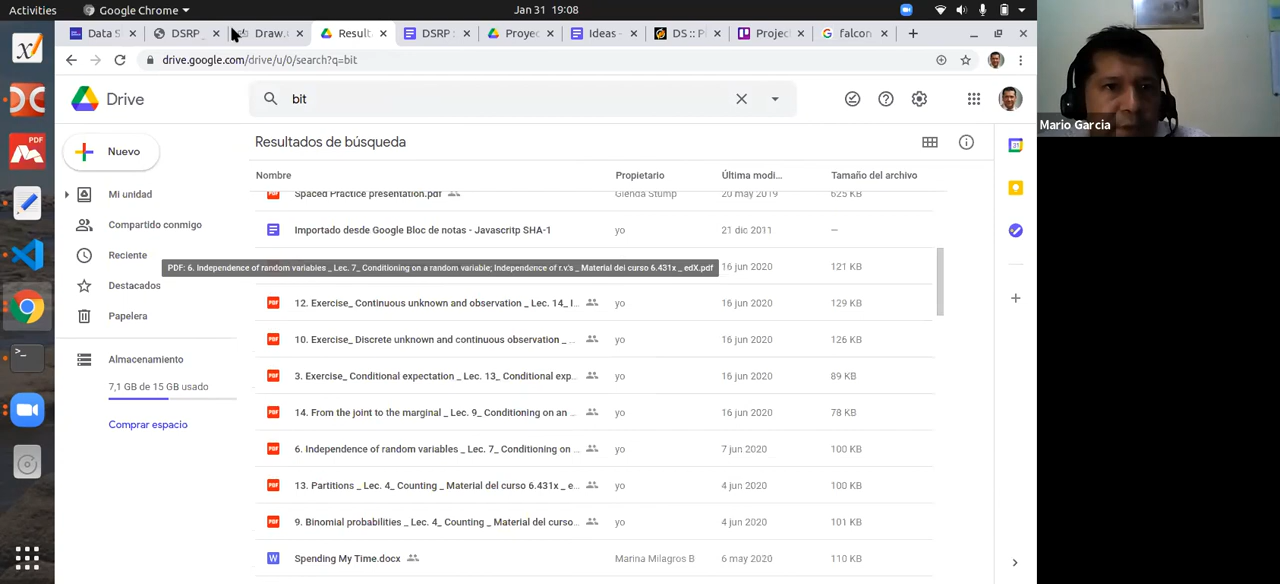 Activities
Google Chrome
Jan 31 19:08
Data S
DSRP_
Draw.
Result
DSRP :
Proyec
Ideas -
DS :: Pi
Project
falcon
drive.google.com/drive/u/0/search?q=bit
Drive
bit
Mario Garcia
Nuevo
Mi unidad
Compartido conmigo
Reciente
Destacados
Papelera
Almacenamiento
7,1 GB de 15 GB usado
Comprar espacio
Resultados de búsqueda
Nombre
Propietario
Última modi...
Tamaño del archivo
Spaced Practice presentation.pdf
Glenda Stump
20 may 2019
625 KB
Importado desde Google Bloc de notas - Javascritp SHA-1
yo
21 dic 2011
—
PDF: 6. Independence of random variables _ Lec. 7_ Conditioning on a random variable; Independence of r.v.'s _ Material del curso 6.431x _ edX.pdf
16 jun 2020
121 KB
12. Exercise_ Continuous unknown and observation _ Lec. 14_ I...
yo
16 jun 2020
129 KB
10. Exercise_ Discrete unknown and continuous observation _ ...
yo
16 jun 2020
126 KB
3. Exercise_ Conditional expectation _ Lec. 13_ Conditional exp...
yo
16 jun 2020
89 KB
14. From the joint to the marginal _ Lec. 9_ Conditioning on an ...
yo
16 jun 2020
78 KB
6. Independence of random variables _ Lec. 7_ Conditioning on ...
yo
7 jun 2020
100 KB
13. Partitions _ Lec. 4_ Counting _ Material del curso 6.431x _ e...
yo
4 jun 2020
100 KB
9. Binomial probabilities _ Lec. 4_ Counting _ Material del curso...
yo
4 jun 2020
101 KB
Spending My Time.docx
Marina Milagros B
6 may 2020
110 KB